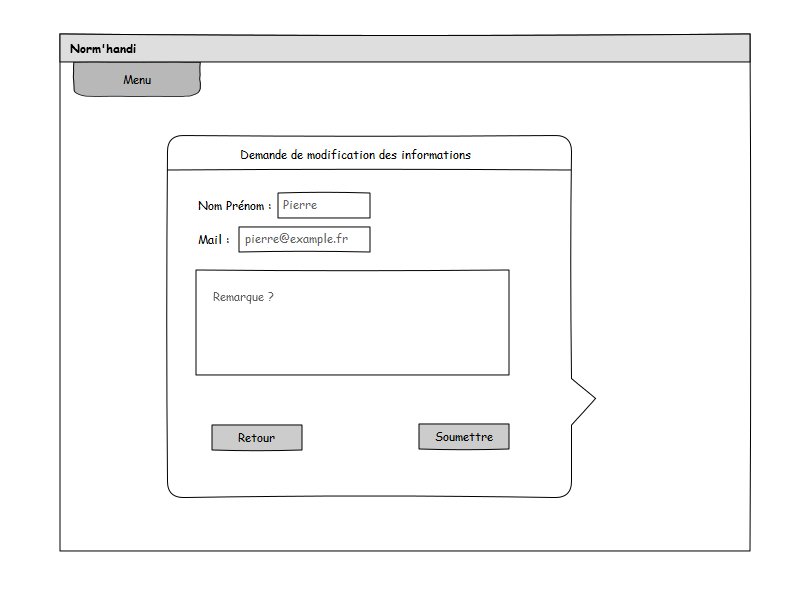 Norm'handi
Menu
Demande de modification des informations
Nom Prénom : Pierre
Mail : pierre@example.fr
Remarque ?
Retour Soumettre